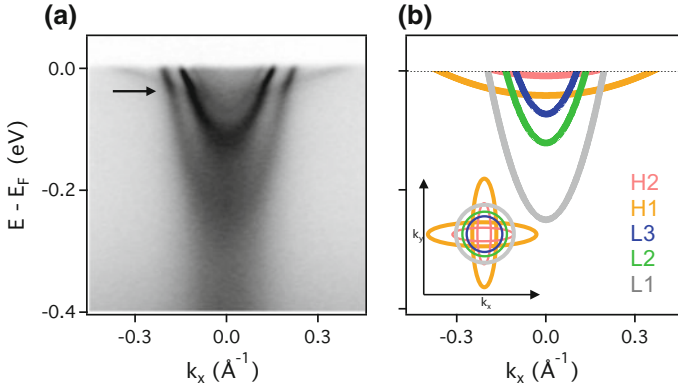 (a)
(b)
E - E_F (eV)
0.0
-0.2
-0.4
-0.3
0.0
0.3
k_x (Å⁻¹)
H2
H1
L3
L2
L1
k_y
k_x
-0.3
0.0
0.3
k_x (Å⁻¹)